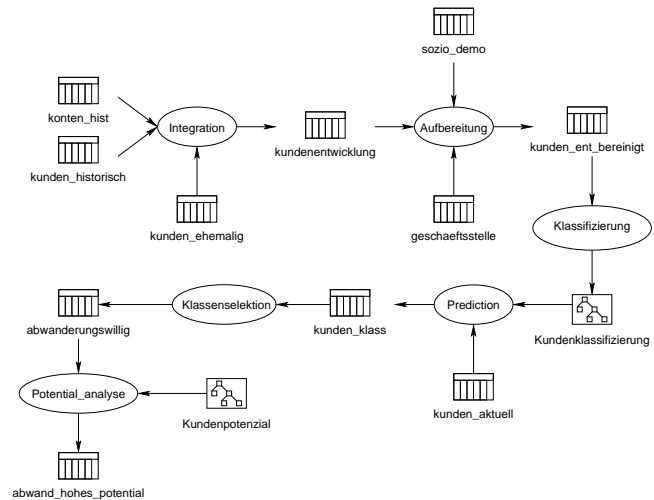 sozio_demo
konten_hist
Integration
kundenentwicklung
Aufbereitung
kunden_ent_bereinigt
kunden_historisch
kunden_ehemalig
geschaeftsstelle
Klassifizierung
abwanderungswillig
Klassenselektion
kunden_klass
Prediction
Kundenklassifizierung
Potential_analyse
Kundenpotenzial
kunden_aktuell
abwand_hohes_potential